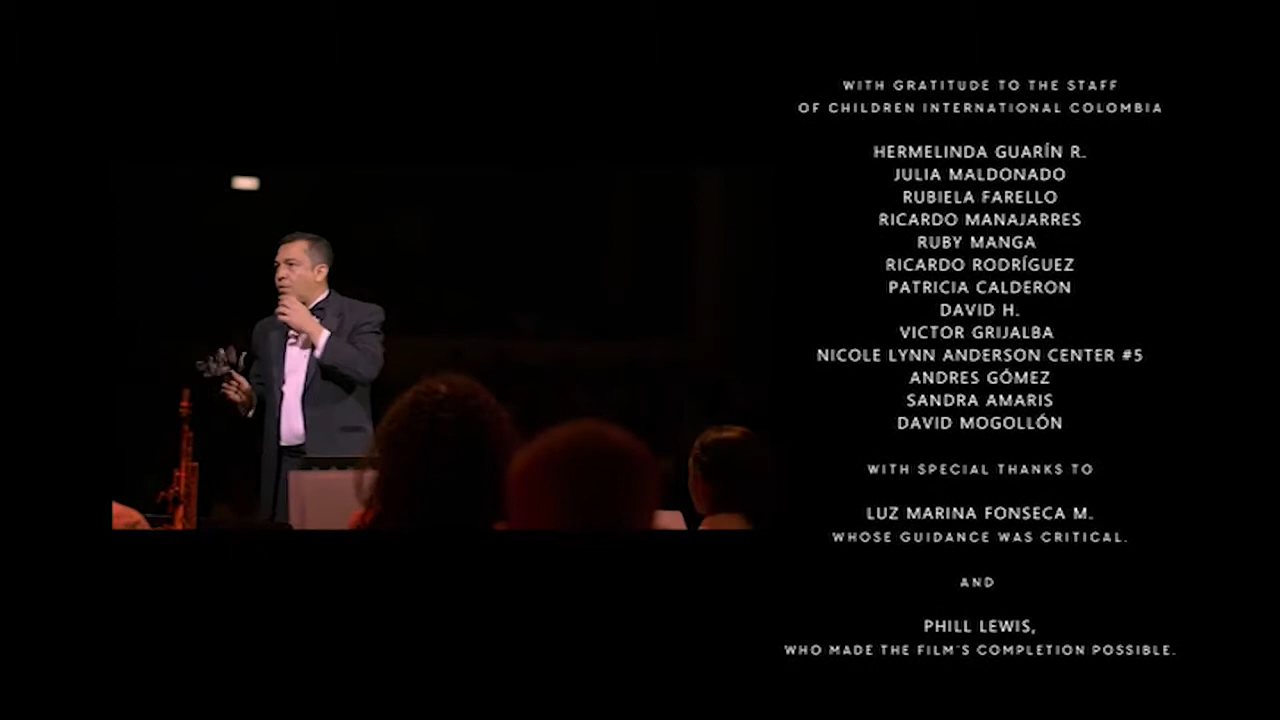 WITH GRATITUDE TO THE STAFF
OF CHILDREN INTERNATIONAL COLOMBIA
HERMELINDA GUARÍN R.
JULIA MALDONADO
RUBIELA FARELLO
RICARDO MANAJARRES
RUBY MANGA
RICARDO RODRÍGUEZ
PATRICIA CALDERON
DAVID H.
VICTOR GRIJALBA
NICOLE LYNN ANDERSON CENTER #5
ANDRES GÓMEZ
SANDRA AMARIS
DAVID MOGOLLÓN
WITH SPECIAL THANKS TO
LUZ MARINA FONSECA M.
WHOSE GUIDANCE WAS CRITICAL.
AND
PHILL LEWIS,
WHO MADE THE FILM'S COMPLETION POSSIBLE.